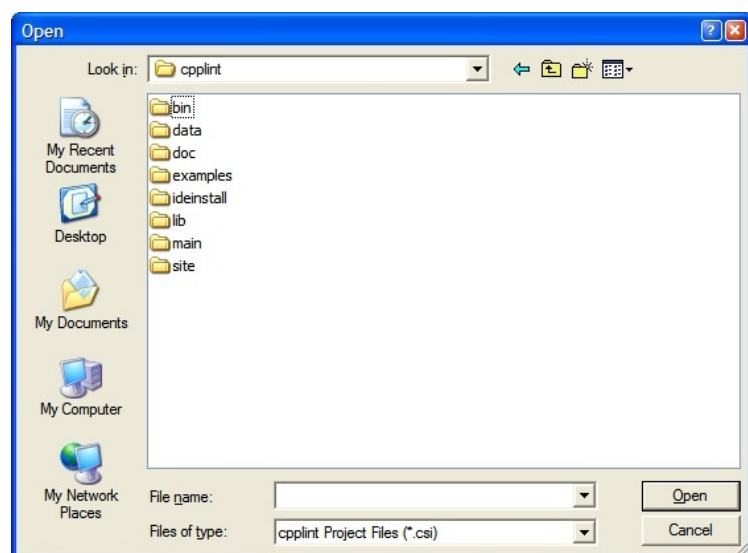 Open
Look in: cpplint
bin
data
doc
examples
ideinstall
lib
main
site
My Recent
Documents
Desktop
My Documents
My Computer
My Network
Places
File name:
Open
Files of type: cpplint Project Files (*.csi)
Cancel